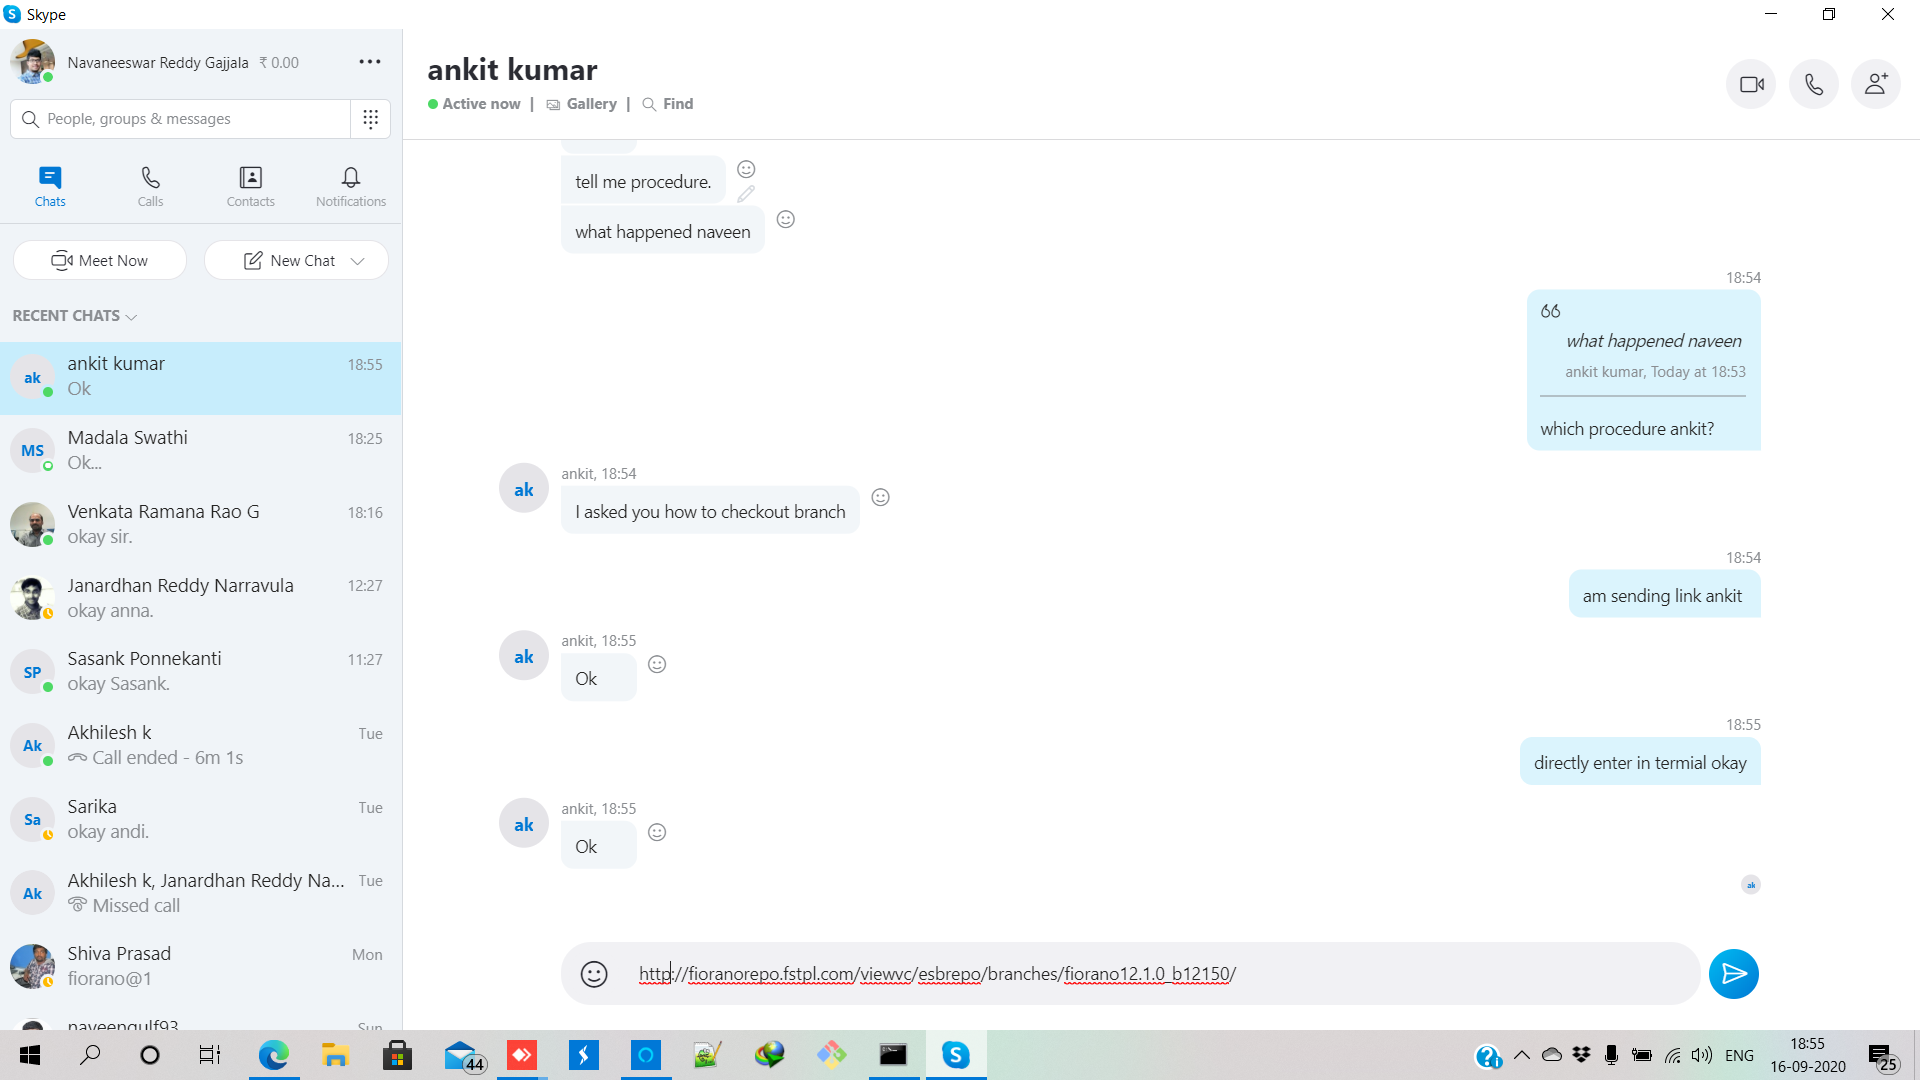 Skype
Navaneeswar Reddy Gajjala ₹ 0.00
People, groups & messages
Chats
Calls
Contacts
Notifications
Meet Now
New Chat
RECENT CHATS
ak
ankit kumar
18:55
Ok
MS
Madala Swathi
18:25
Ok...
Venkata Ramana Rao G
18:16
okay sir.
Janardhan Reddy Narravula
12:27
okay anna.
SP
Sasank Ponnekanti
11:27
okay Sasank.
Ak
Akhilesh k
Tue
Call ended - 6m 1s
Sa
Sarika
Tue
okay andi.
Ak
Akhilesh k, Janardhan Reddy Na...
Tue
Missed call
Shiva Prasad
Mon
fiorano@1
naveengulf93
Sun
ankit kumar
Active now | Gallery | Find
tell me procedure.
what happened naveen
18:54
what happened naveen
ankit kumar, Today at 18:53
which procedure ankit?
ak
ankit, 18:54
I asked you how to checkout branch
18:54
am sending link ankit
ak
ankit, 18:55
Ok
18:55
directly enter in termial okay
ak
ankit, 18:55
Ok
ak
http://fioranorepo.fstpl.com/viewvc/esbrepo/branches/fiorano12.1.0_b12150/
44
ENG
18:55
16-09-2020
25